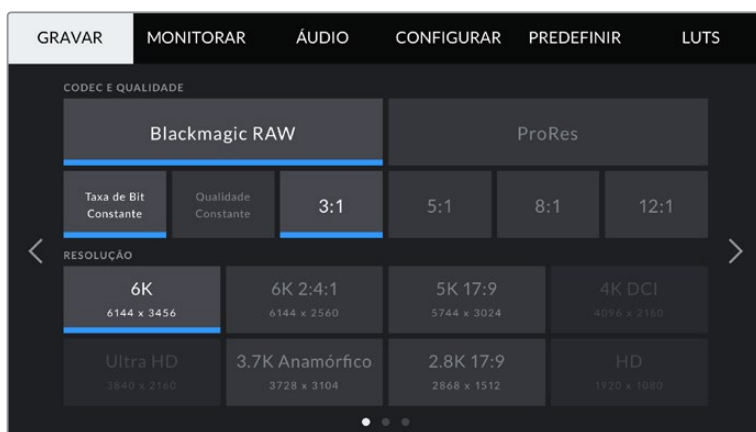 GRAVAR MONITORAR ÁUDIO CONFIGURAR PREDEFINIR LUTS
CODEC E QUALIDADE
Blackmagic RAW ProRes
Taxa de Bit Constante Qualidade Constante 3:1 5:1 8:1 12:1
RESOLUÇÃO
6K 6K 2:4:1 5K 17:9 4K DCI
6144 x 3456 6144 x 2560 5744 x 3024 4096 x 2160
Ultra HD 3.7K Anamórfico 2.8K 17:9 HD
3840 x 2160 3728 x 3104 2868 x 1512 1920 x 1080